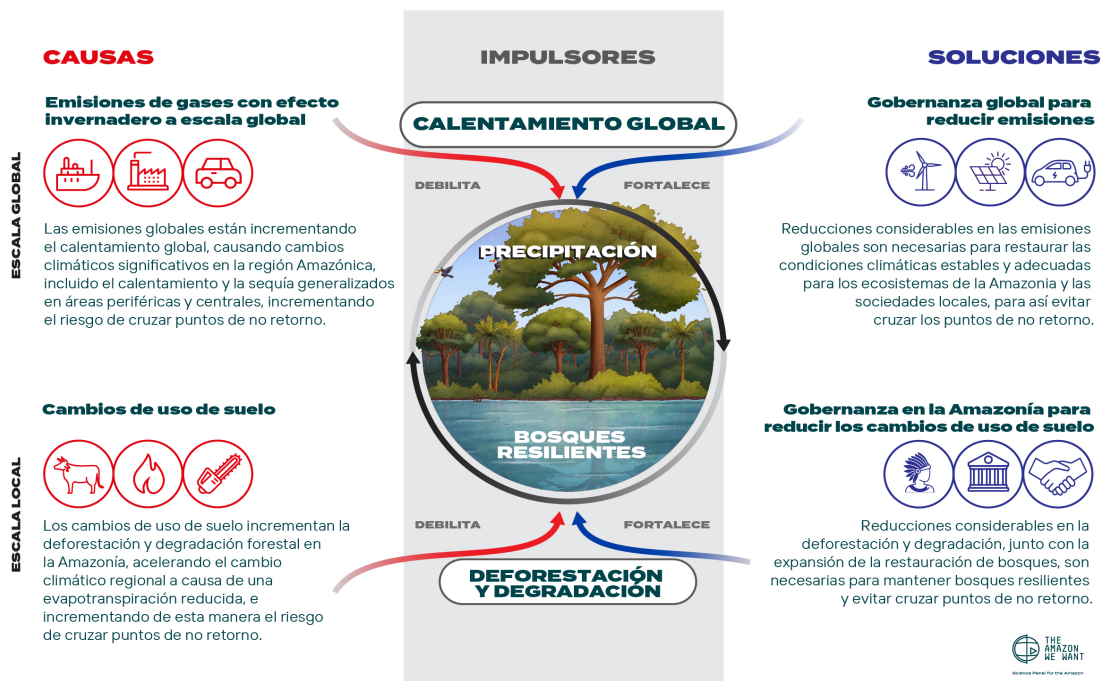 CAUSAS
IMPULSORES
SOLUCIONES
ESCALA GLOBAL
Emisiones de gases con efecto
invernadero a escala global
Las emisiones globales están incrementando
el calentamiento global, causando cambios
climáticos significativos en la región Amazónica,
incluido el calentamiento y la sequía generalizados
en áreas periféricas y centrales, incrementando
el riesgo de cruzar puntos de no retorno.
CALENTAMIENTO GLOBAL
DEBILITA
FORTALECE
PRECIPITACIÓN
Gobernanza global para
reducir emisiones
Reducciones considerables en las emisiones
globales son necesarias para restaurar las
condiciones climáticas estables y adecuadas
para los ecosistemas de la Amazonia y las
sociedades locales, para así evitar
cruzar los puntos de no retorno.
ESCALA LOCAL
Cambios de uso de suelo
Los cambios de uso de suelo incrementan la
deforestación y degradación forestal en
la Amazonía, acelerando el cambio
climático regional a causa de una
evapotranspiración reducida, e
incrementando de esta manera el riesgo
de cruzar puntos de no retorno.
BOSQUES
RESILIENTES
DEBILITA
FORTALECE
DEFORESTACIÓN
Y DEGRADACIÓN
Gobernanza en la Amazonía para
reducir los cambios de uso de suelo
Reducciones considerables en la
deforestación y degradación, junto con la
expansión de la restauración de bosques, son
necesarias para mantener bosques resilientes
y evitar cruzar puntos de no retorno.
THE
AMAZON
WE WANT
Science Panel for the Amazon